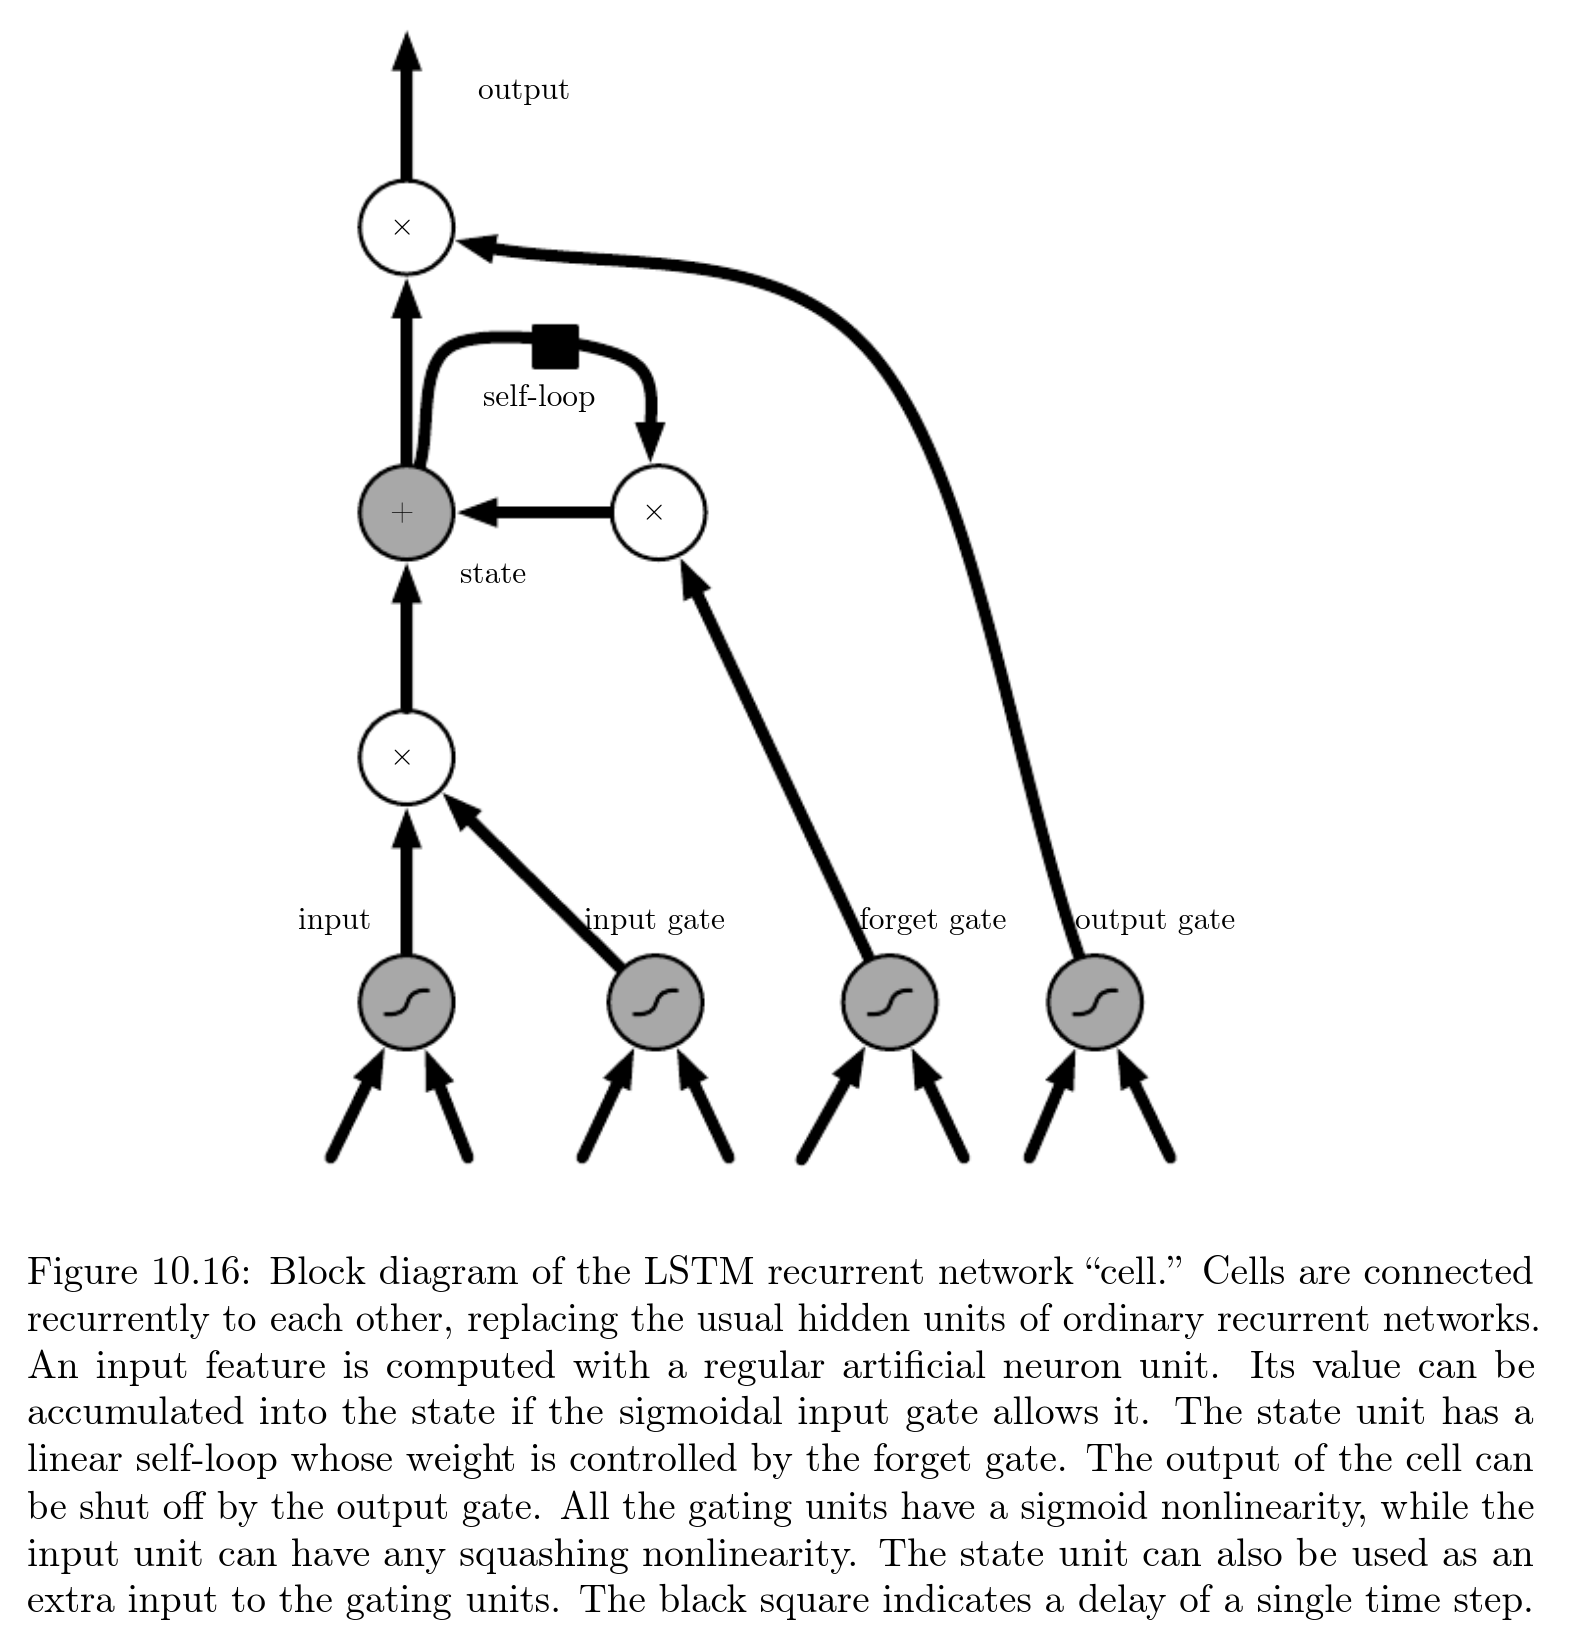 output
×
self-loop
+
×
state
×
input
input gate
forget gate
output gate
Figure 10.16: Block diagram of the LSTM recurrent network “cell.” Cells are connected
recurrently to each other, replacing the usual hidden units of ordinary recurrent networks.
An input feature is computed with a regular artificial neuron unit. Its value can be
accumulated into the state if the sigmoidal input gate allows it. The state unit has a
linear self-loop whose weight is controlled by the forget gate. The output of the cell can
be shut off by the output gate. All the gating units have a sigmoid nonlinearity, while the
input unit can have any squashing nonlinearity. The state unit can also be used as an
extra input to the gating units. The black square indicates a delay of a single time step.